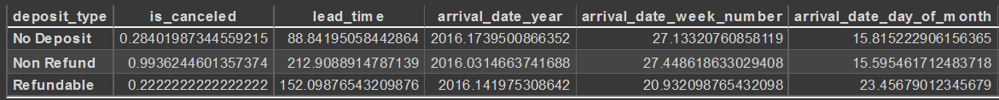 deposit_type is_canceled lead_time arrival_date_year arrival_date_week_number arrival_date_day_of_month
No Deposit 0.28401987344559215 88.84195058442864 2016.1739500866352 27.13320760858119 15.815222906156365
Non Refund 0.9936244601357374 212.9088914787139 2016.0314663741688 27.448618633029408 15.595461712483718
Refundable 0.2222222222222222 152.09876543209876 2016.141975308642 20.932098765432098 23.45679012345679